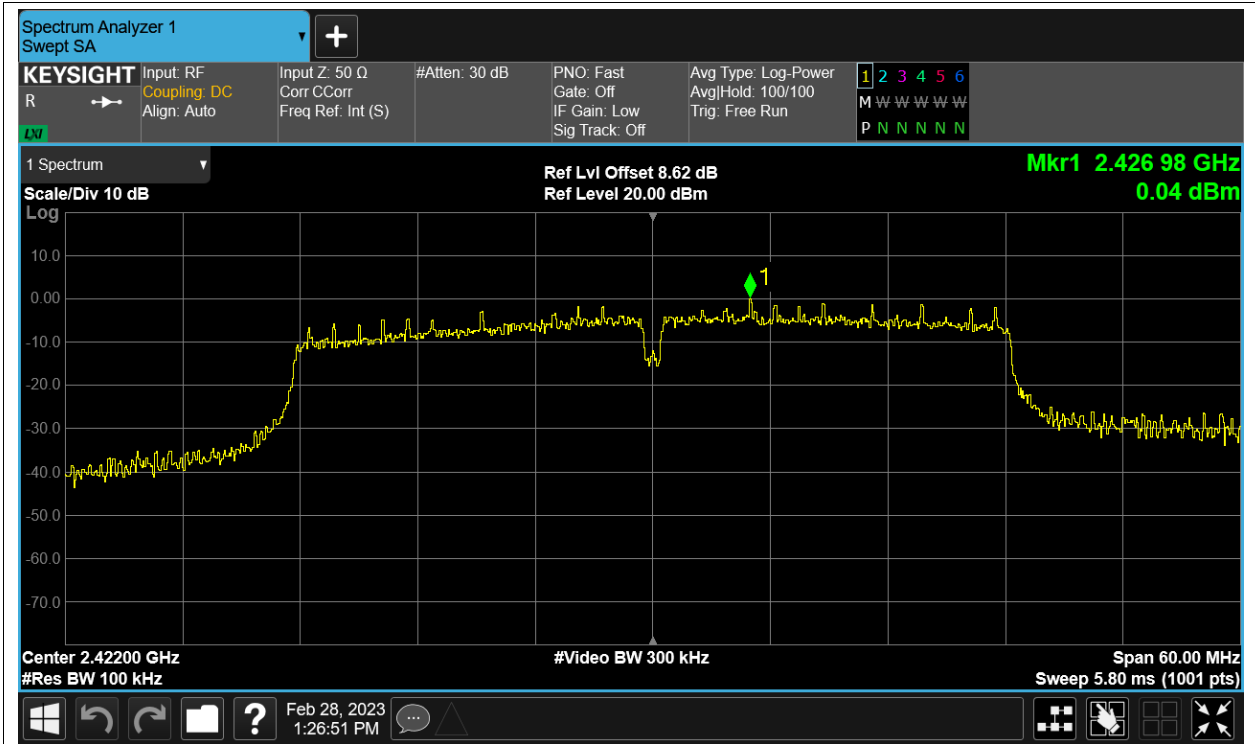 Spectrum Analyzer 1
Swept SA
KEYSIGHT
R
LXI
Input: RF
Coupling: DC
Align: Auto
Input Z: 50 Ω
Corr CCorr
Freq Ref: Int (S)
#Atten: 30 dB
PNO: Fast
Gate: Off
IF Gain: Low
Sig Track: Off
Avg Type: Log-Power
Avg|Hold: 100/100
Trig: Free Run
1 2 3 4 5 6
M W W W W W
P N N N N N
1 Spectrum
Scale/Div 10 dB
Log
Ref Lvl Offset 8.62 dB
Ref Level 20.00 dBm
Mkr1 2.426 98 GHz
0.04 dBm
1
10.0
0.00
-10.0
-20.0
-30.0
-40.0
-50.0
-60.0
-70.0
Center 2.42200 GHz
#Video BW 300 kHz
Span 60.00 MHz
#Res BW 100 kHz
Sweep 5.80 ms (1001 pts)
?
Feb 28, 2023
1:26:51 PM